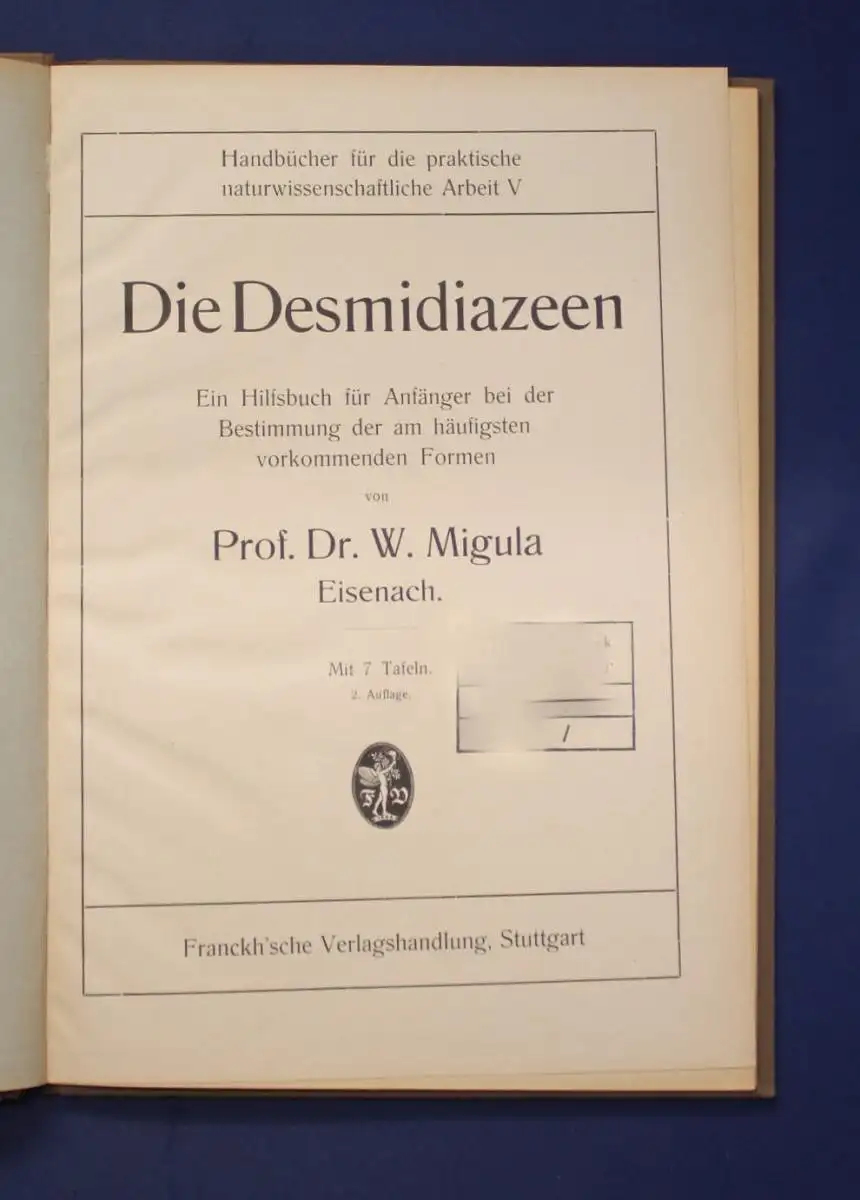 Handbücher für die praktische
naturwissenschaftliche Arbeit V
Die Desmidiazeen
Ein Hilfsbuch für Anfänger bei der
Bestimmung der am häufigsten
vorkommenden Formen
von
Prof. Dr. W. Migula
Eisenach.
Mit 7 Tafeln.
2. Auflage.
F V
Franckh'sche Verlagshandlung, Stuttgart